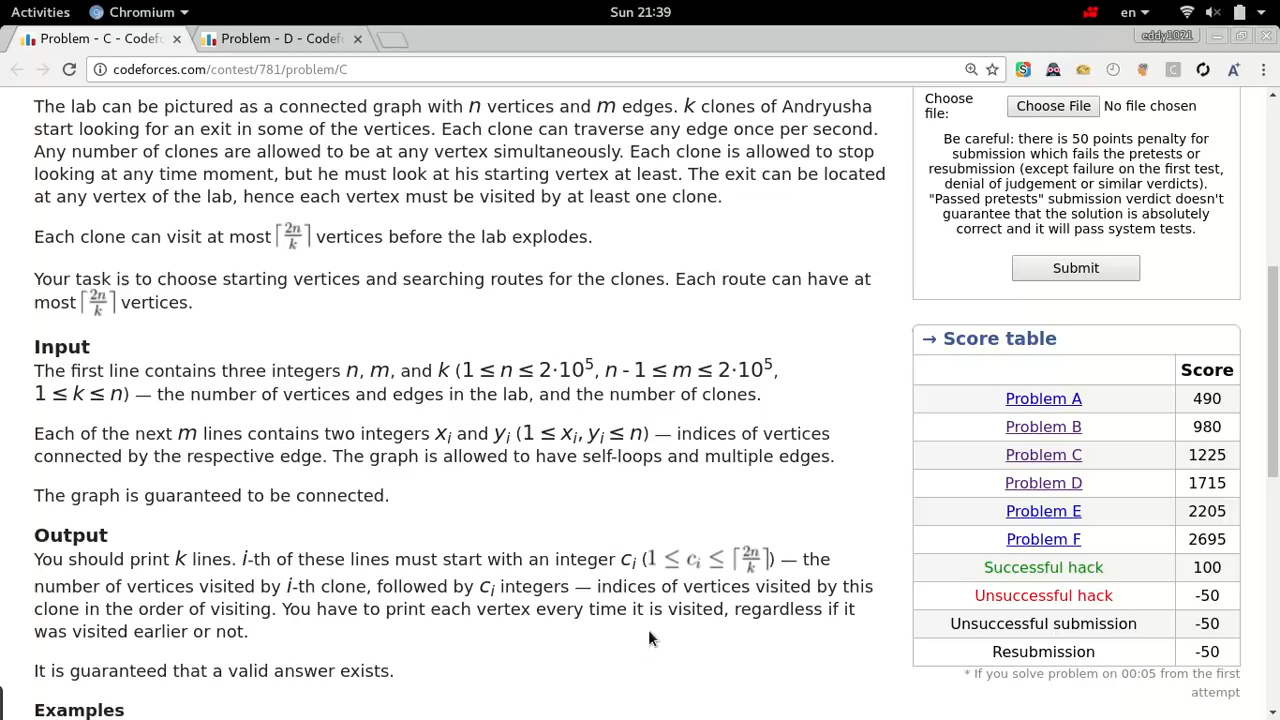 Activities Chromium Sun 21:39 en
Problem - C - Codefo × Problem - D - Codef × eddy1021
codeforces.com/contest/781/problem/C
The lab can be pictured as a connected graph with n vertices and m edges. k clones of Andryusha
start looking for an exit in some of the vertices. Each clone can traverse any edge once per second.
Any number of clones are allowed to be at any vertex simultaneously. Each clone is allowed to stop
looking at any time moment, but he must look at his starting vertex at least. The exit can be located
at any vertex of the lab, hence each vertex must be visited by at least one clone.
Each clone can visit at most ⌈2n/k⌉ vertices before the lab explodes.
Your task is to choose starting vertices and searching routes for the clones. Each route can have at
most ⌈2n/k⌉ vertices.
Input
The first line contains three integers n, m, and k (1 ≤ n ≤ 2·10⁵, n - 1 ≤ m ≤ 2·10⁵,
1 ≤ k ≤ n) — the number of vertices and edges in the lab, and the number of clones.
Each of the next m lines contains two integers xᵢ and yᵢ (1 ≤ xᵢ, yᵢ ≤ n) — indices of vertices
connected by the respective edge. The graph is allowed to have self-loops and multiple edges.
The graph is guaranteed to be connected.
Output
You should print k lines. i-th of these lines must start with an integer cᵢ (1 ≤ cᵢ ≤ ⌈2n/k⌉) — the
number of vertices visited by i-th clone, followed by cᵢ integers — indices of vertices visited by this
clone in the order of visiting. You have to print each vertex every time it is visited, regardless if it
was visited earlier or not.
It is guaranteed that a valid answer exists.
Examples
Choose
file: Choose File No file chosen
Be careful: there is 50 points penalty for
submission which fails the pretests or
resubmission (except failure on the first test,
denial of judgement or similar verdicts).
"Passed pretests" submission verdict doesn't
guarantee that the solution is absolutely
correct and it will pass system tests.
Submit
→ Score table
Score
Problem A 490
Problem B 980
Problem C 1225
Problem D 1715
Problem E 2205
Problem F 2695
Successful hack 100
Unsuccessful hack -50
Unsuccessful submission -50
Resubmission -50
* If you solve problem on 00:05 from the first
attempt